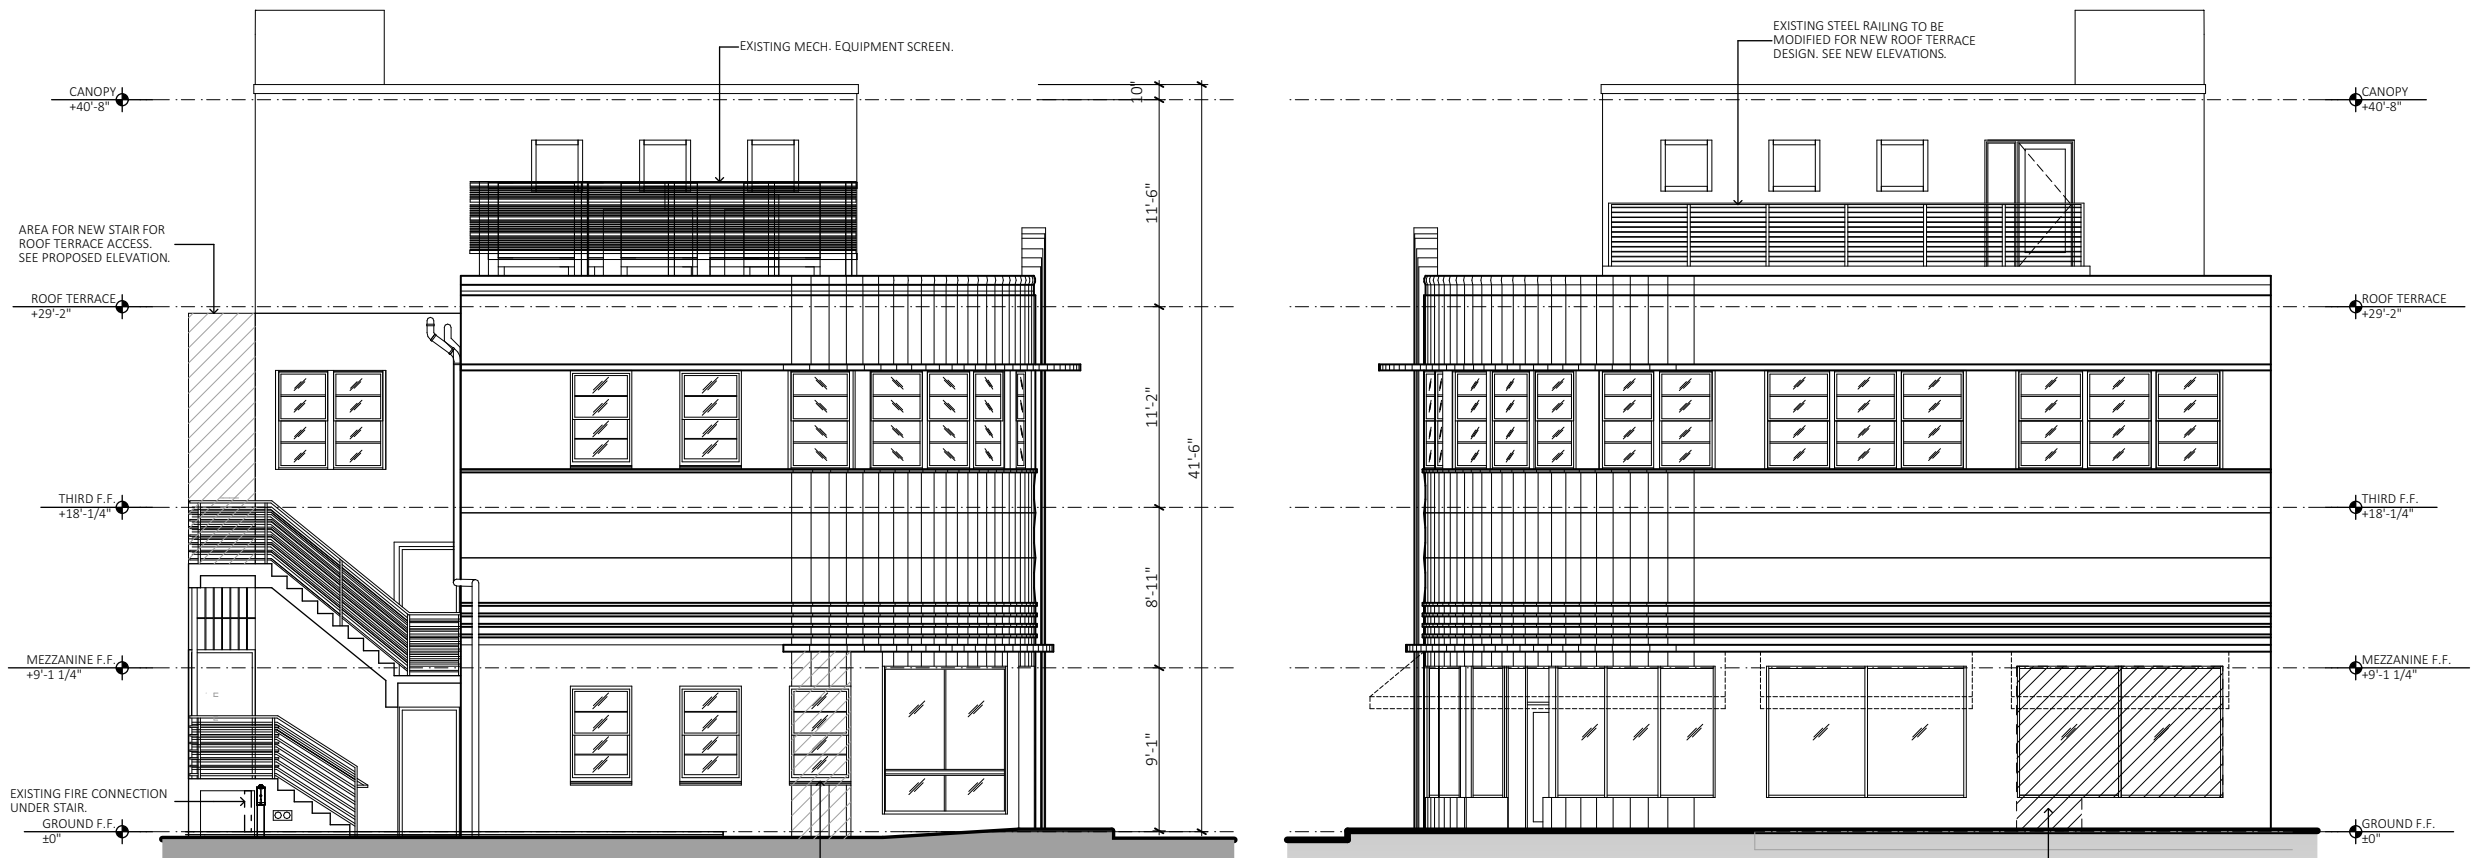 EXISTING MECH. EQUIPMENT SCREEN.
CANOPY
+40'-8"
AREA FOR NEW STAIR FOR
ROOF TERRACE ACCESS.
SEE PROPOSED ELEVATION.
ROOF TERRACE
+29'-2"
THIRD F.F.
+18'-1/4"
MEZZANINE F.F.
+9'-1 1/4"
EXISTING FIRE CONNECTION
UNDER STAIR.
GROUND F.F.
±0"
10"
11'-6"
11'-2"
41'-6"
8'-11"
9'-1"
EXISTING STEEL RAILING TO BE
MODIFIED FOR NEW ROOF TERRACE
DESIGN. SEE NEW ELEVATIONS.
CANOPY
+40'-8"
ROOF TERRACE
+29'-2"
THIRD F.F.
+18'-1/4"
MEZZANINE F.F.
+9'-1 1/4"
GROUND F.F.
±0"